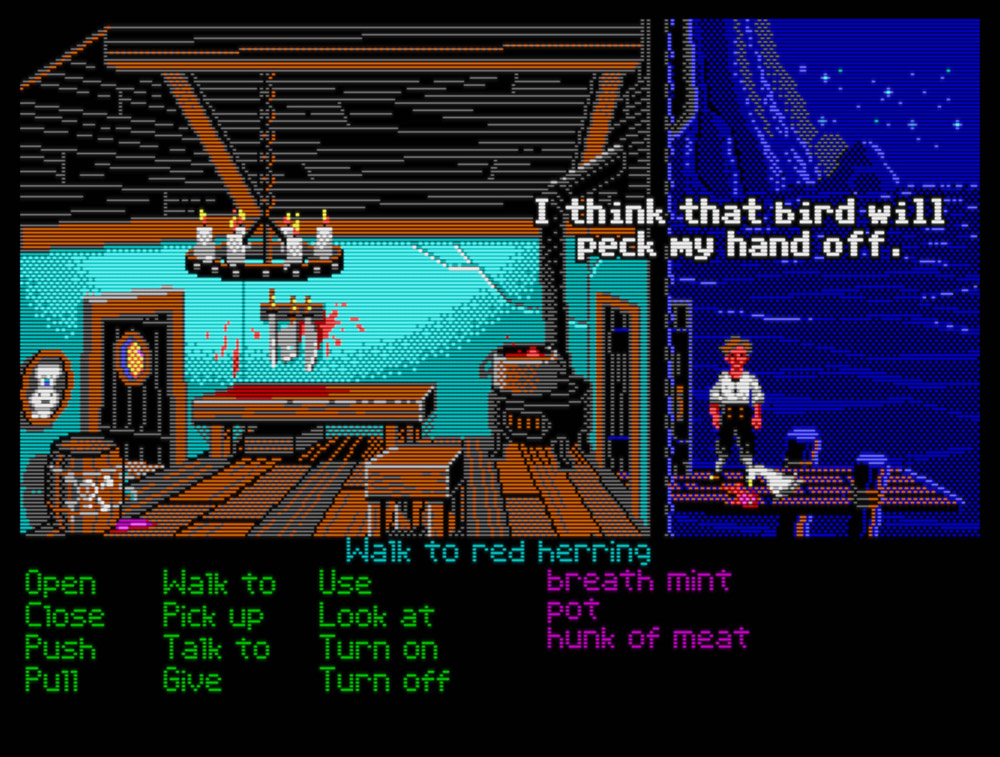 I think that bird will
peck my hand off.
Walk to red herring
Open Walk to Use breath mint
Close Pick up Look at pot
Push Talk to Turn on hunk of meat
Pull Give Turn off